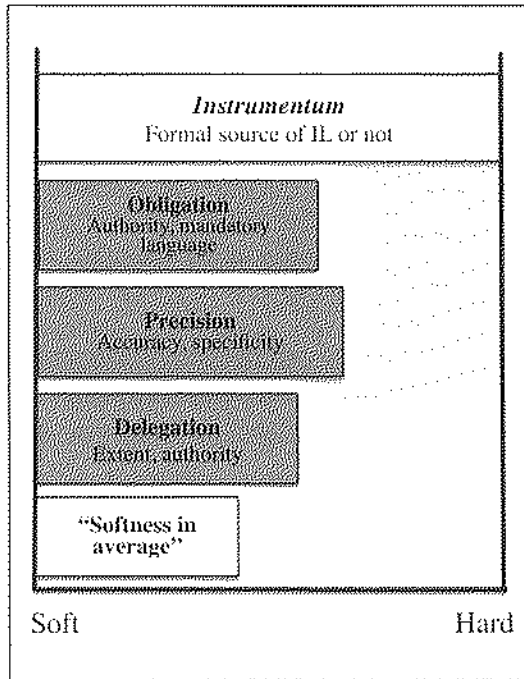 Instrumentum
Formal source of IL or not
Obligation
Authority, mandatory
language
Precision
Accuracy, specificity
Delegation
Extent, authority
“Softness in
average”
Soft Hard